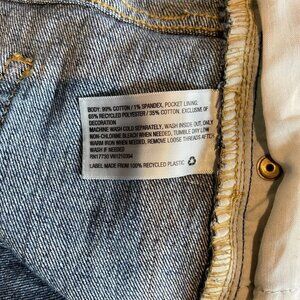 BODY: 99% COTTON / 1% SPANDEX, POCKET LINING:
65% RECYCLED POLYESTER / 35% COTTON, EXCLUSIVE OF
DECORATION
MACHINE WASH COLD SEPARATELY, WASH INSIDE OUT, ONLY
NON-CHLORINE BLEACH WHEN NEEDED, TUMBLE DRY LOW
WARM IRON WHEN NEEDED, REMOVE LOOSE THREADS AFTER
WASH IF NEEDED
RN17730 VW1210394
LABEL MADE FROM 100% RECYCLED PLASTIC